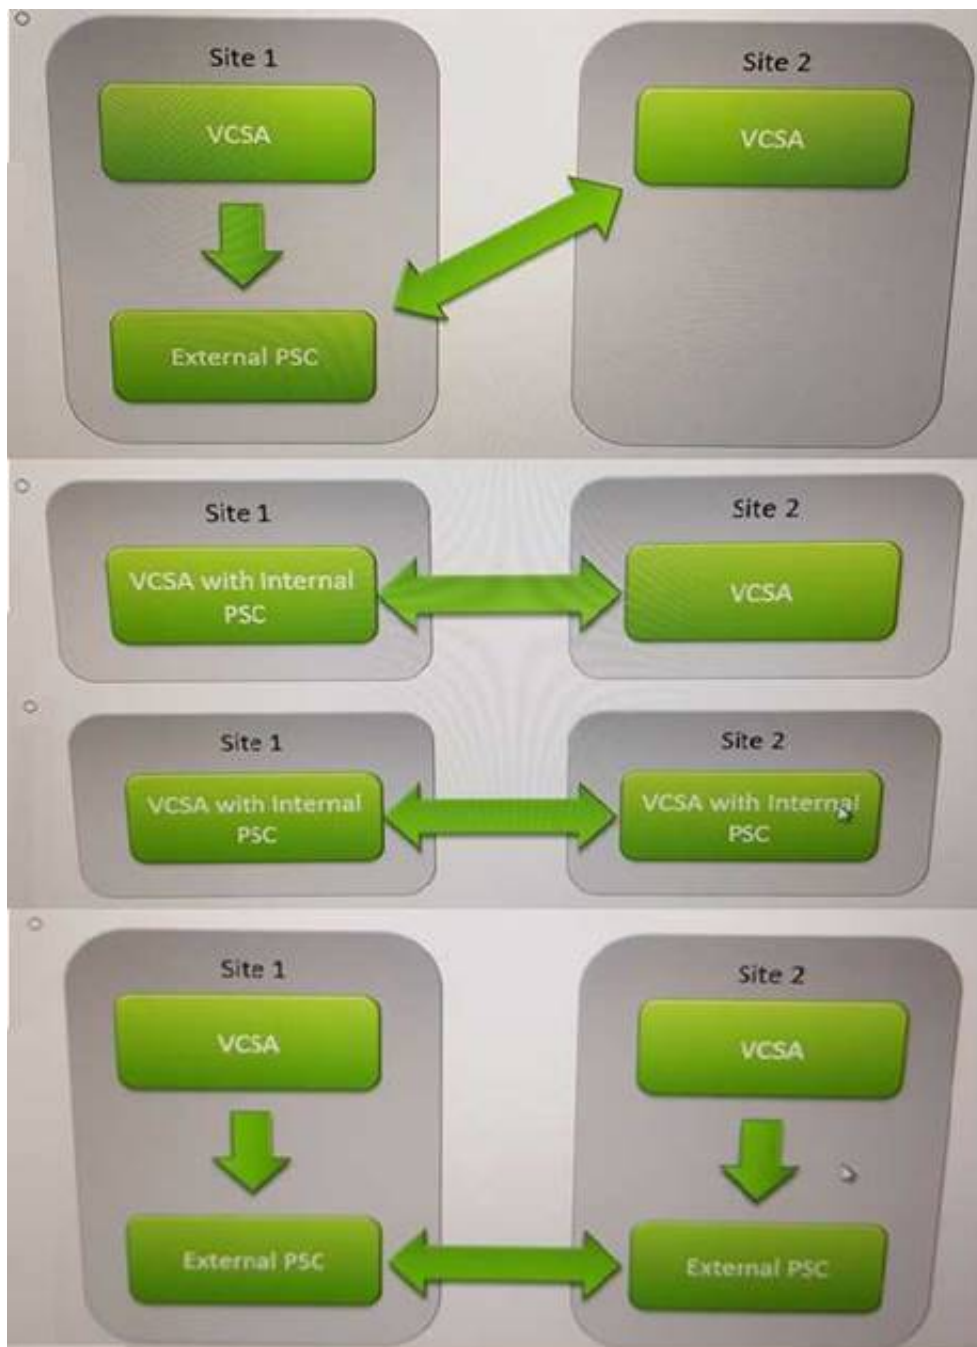 Site 1
Site 2
VCSA
VCSA
External PSC
Site 1
Site 2
VCSA with Internal
PSC
VCSA
Site 1
Site 2
VCSA with Internal
PSC
VCSA with Internal
PSC
Site 1
Site 2
VCSA
VCSA
External PSC
External PSC